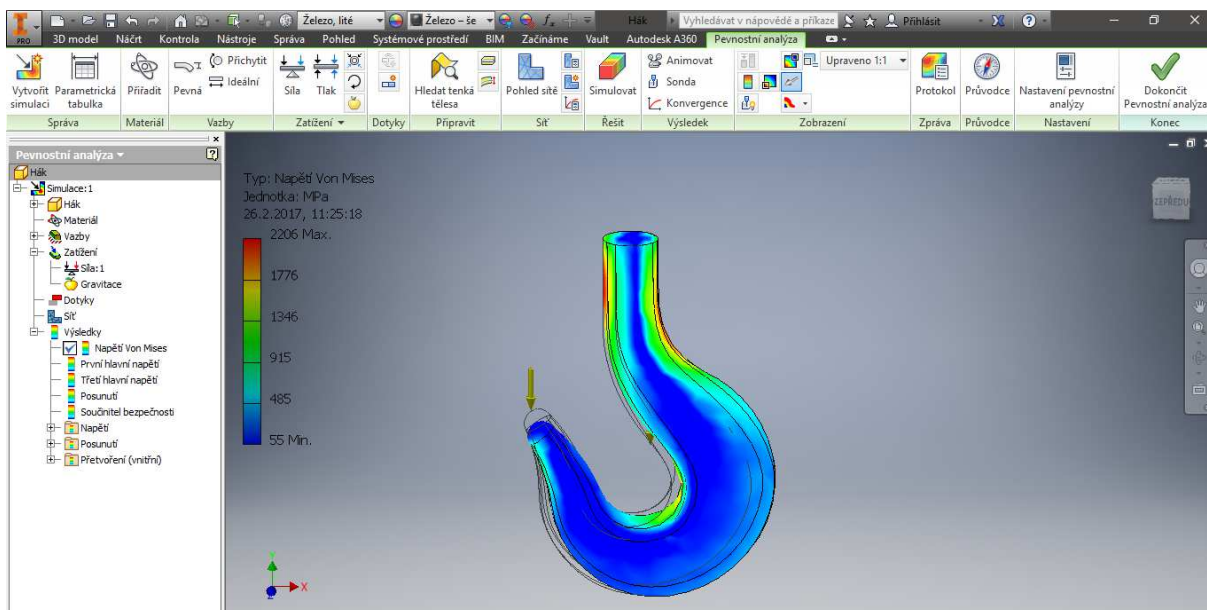 Železo, lité
Železo – še
Hák
Vyhledávat v nápovědě a příkaze
Přihlásit
PRO
3D model Náčrt Kontrola Nástroje Správa Pohled Systémové prostředí BIM Začínáme Vault Autodesk A360 Pevnostní analýza
Vytvořit simulaci
Parametrická tabulka
Přiřadit
Pevná
Přichytit
Ideální
Síla
Tlak
Hledat tenká tělesa
Pohled sítě
Simulovat
Animovat
Sonda
Konvergence
Upraveno 1:1
Protokol
Průvodce
Nastavení pevnostní analýzy
Dokončit Pevnostní analýza
Správa Materiál Vazby Zatížení Dotyky Připravit Síť Řešit Výsledek Zobrazení Zpráva Průvodce Nastavení Konec
Pevnostní analýza
Hák
Simulace:1
Hák
Materiál
Vazby
Zatížení
Síla:1
Gravitace
Dotyky
Síť
Výsledky
Napětí Von Mises
První hlavní napětí
Třetí hlavní napětí
Posunutí
Součinitel bezpečnosti
Napětí
Posunutí
Přetvoření (vnitřní)
Typ: Napětí Von Mises
Jednotka: MPa
26.2.2017, 11:25:18
2206 Max.
1776
1346
915
485
55 Min.
ZEPŘEDU
Y
X
Z